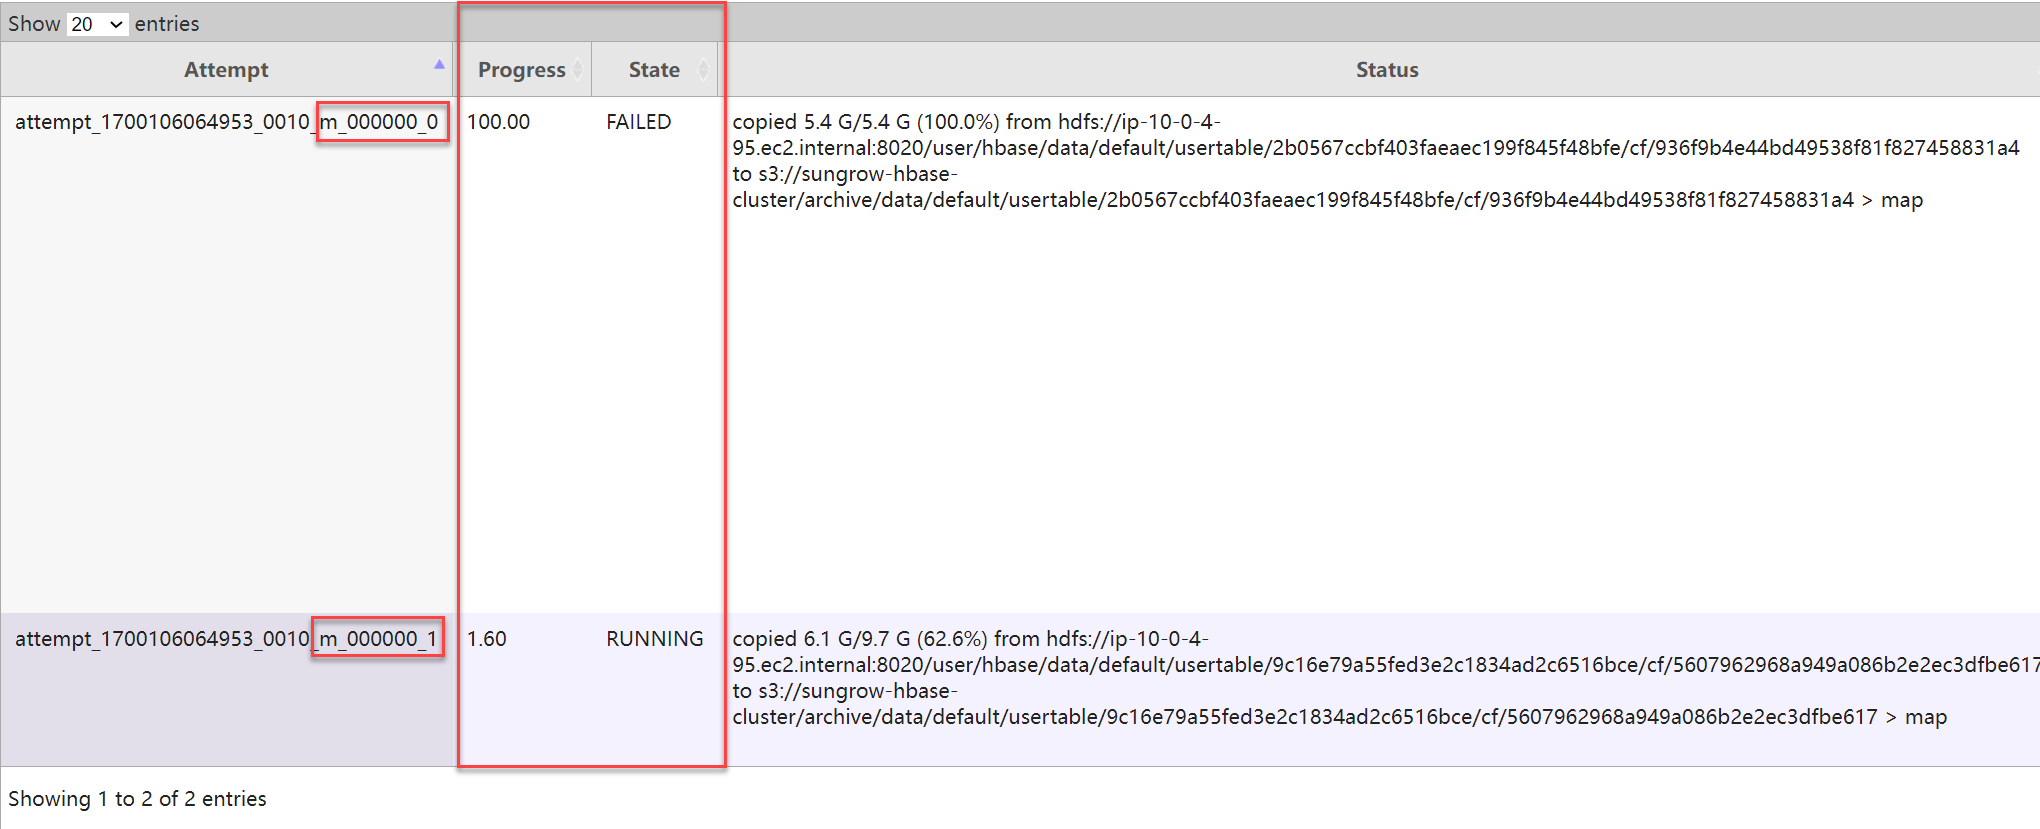 Show 20 entries
Attempt Progress State Status
attempt_1700106064953_0010_m_000000_0 100.00 FAILED copied 5.4 G/5.4 G (100.0%) from hdfs://ip-10-0-4-
95.ec2.internal:8020/user/hbase/data/default/usertable/2b0567ccbf403faeaec199f845f48bfe/cf/936f9b4e44bd49538f81f827458831a4
to s3://sungrow-hbase-
cluster/archive/data/default/usertable/2b0567ccbf403faeaec199f845f48bfe/cf/936f9b4e44bd49538f81f827458831a4 > map
attempt_1700106064953_0010_m_000000_1 1.60 RUNNING copied 6.1 G/9.7 G (62.6%) from hdfs://ip-10-0-4-
95.ec2.internal:8020/user/hbase/data/default/usertable/9c16e79a55fed3e2c1834ad2c6516bce/cf/5607962968a949a086b2e2ec3dfbe617
to s3://sungrow-hbase-
cluster/archive/data/default/usertable/9c16e79a55fed3e2c1834ad2c6516bce/cf/5607962968a949a086b2e2ec3dfbe617 > map
Showing 1 to 2 of 2 entries